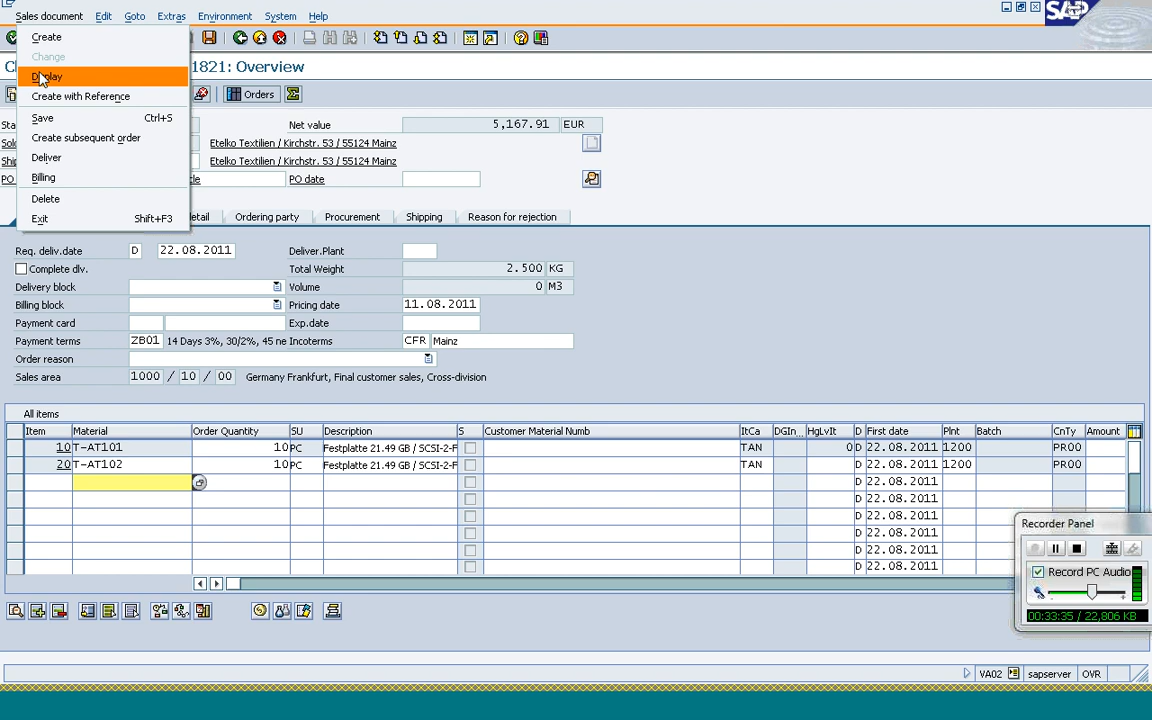 Sales document Edit Goto Extras Environment System Help
SAP
Create
Change
1821: Overview
Display
Create with Reference
Orders
Save Ctrl+S
Net value 5,167.91 EUR
Create subsequent order
Etelko Textilien / Kirchstr. 53 / 55124 Mainz
Deliver
Etelko Textilien / Kirchstr. 53 / 55124 Mainz
Billing
PO PO date
Delete
Exit Shift+F3
Ordering party Procurement Shipping Reason for rejection
Req. deliv.date D 22.08.2011 Deliver.Plant
Complete dlv. Total Weight 2.500 KG
Delivery block Volume 0 M3
Billing block Pricing date 11.08.2011
Payment card Exp.date
Payment terms ZB01 14 Days 3%, 30/2%, 45 ne Incoterms CFR Mainz
Order reason
Sales area 1000 / 10 / 00 Germany Frankfurt, Final customer sales, Cross-division
All items
Item Material Order Quantity SU Description S Customer Material Numb ItCa DGIn... HgLvIt D First date Plnt Batch CnTy Amount
10 T-AT101 10 PC Festplatte 21.49 GB / SCSI-2-F TAN 0 D 22.08.2011 1200 PR00
20 T-AT102 10 PC Festplatte 21.49 GB / SCSI-2-F TAN D 22.08.2011 1200 PR00
D 22.08.2011
D 22.08.2011
D 22.08.2011
D 22.08.2011
D 22.08.2011
D 22.08.2011
Recorder Panel
Record PC Audio
00:33:35 / 22,806 KB
VA02 sapserver OVR